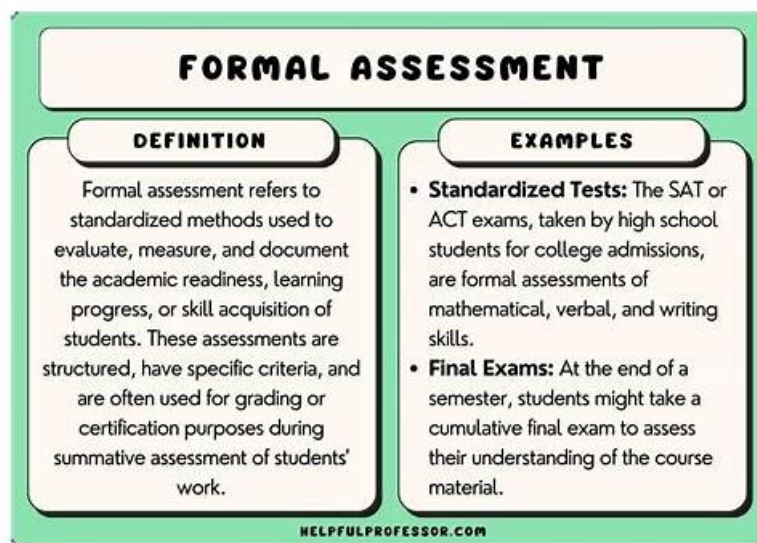 FORMAL ASSESSMENT
DEFINITION
Formal assessment refers to
standardized methods used to
evaluate, measure, and document
the academic readiness, learning
progress, or skill acquisition of
students. These assessments are
structured, have specific criteria, and
are often used for grading or
certification purposes during
summative assessment of students'
work.
EXAMPLES
• Standardized Tests: The SAT or
ACT exams, taken by high school
students for college admissions,
are formal assessments of
mathematical, verbal, and writing
skills.
• Final Exams: At the end of a
semester, students might take a
cumulative final exam to assess
their understanding of the course
material.
HELPFULPROFESSOR.COM